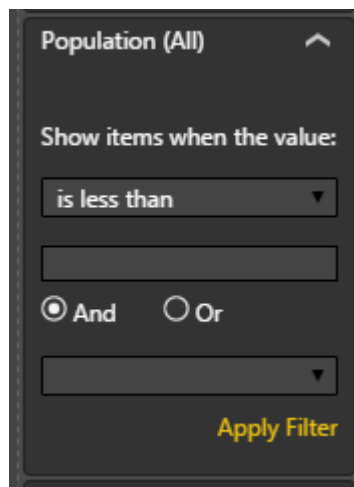 Population (All)
Show items when the value:
is less than
And Or
Apply Filter